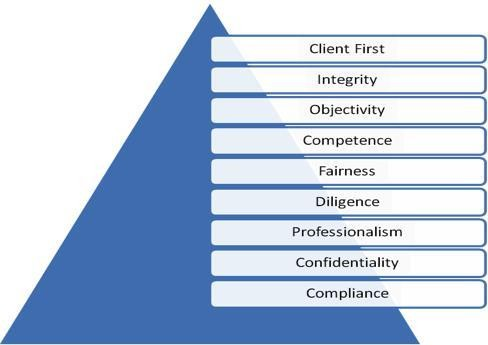 Client First
Integrity
Objectivity
Competence
Fairness
Diligence
Professionalism
Confidentiality
Compliance